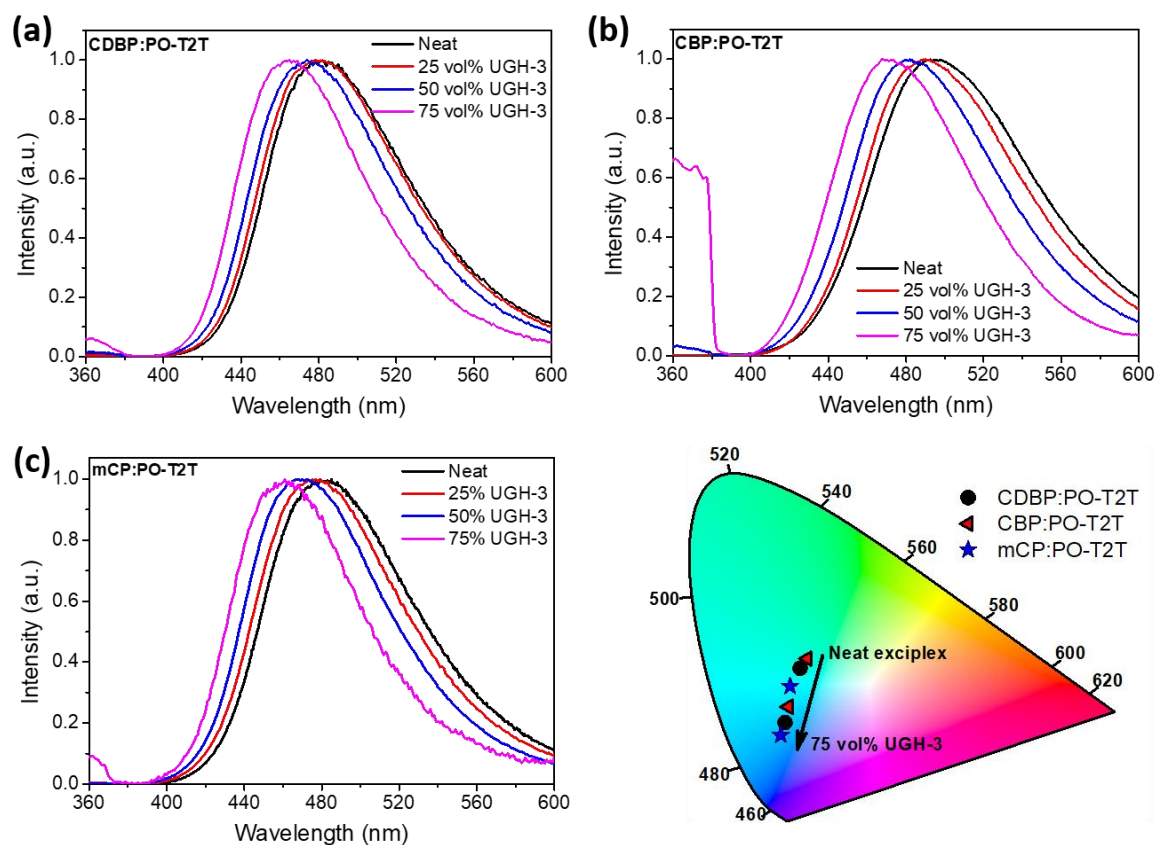 (a)
CDBP:PO-T2T
Neat
25 vol% UGH-3
50 vol% UGH-3
75 vol% UGH-3
1.0
0.8
0.6
0.4
0.2
0.0
Intensity (a.u.)
360 400 440 480 520 560 600
Wavelength (nm)
(b)
CBP:PO-T2T
Neat
25 vol% UGH-3
50 vol% UGH-3
75 vol% UGH-3
1.0
0.8
0.6
0.4
0.2
0.0
Intensity (a.u.)
360 400 440 480 520 560 600
Wavelength (nm)
(c)
mCP:PO-T2T
Neat
25% UGH-3
50% UGH-3
75% UGH-3
1.0
0.8
0.6
0.4
0.2
0.0
Intensity (a.u.)
360 400 440 480 520 560 600
Wavelength (nm)
520
540
560
580
600
620
500
480
460
CDBP:PO-T2T
CBP:PO-T2T
mCP:PO-T2T
Neat exciplex
75 vol% UGH-3